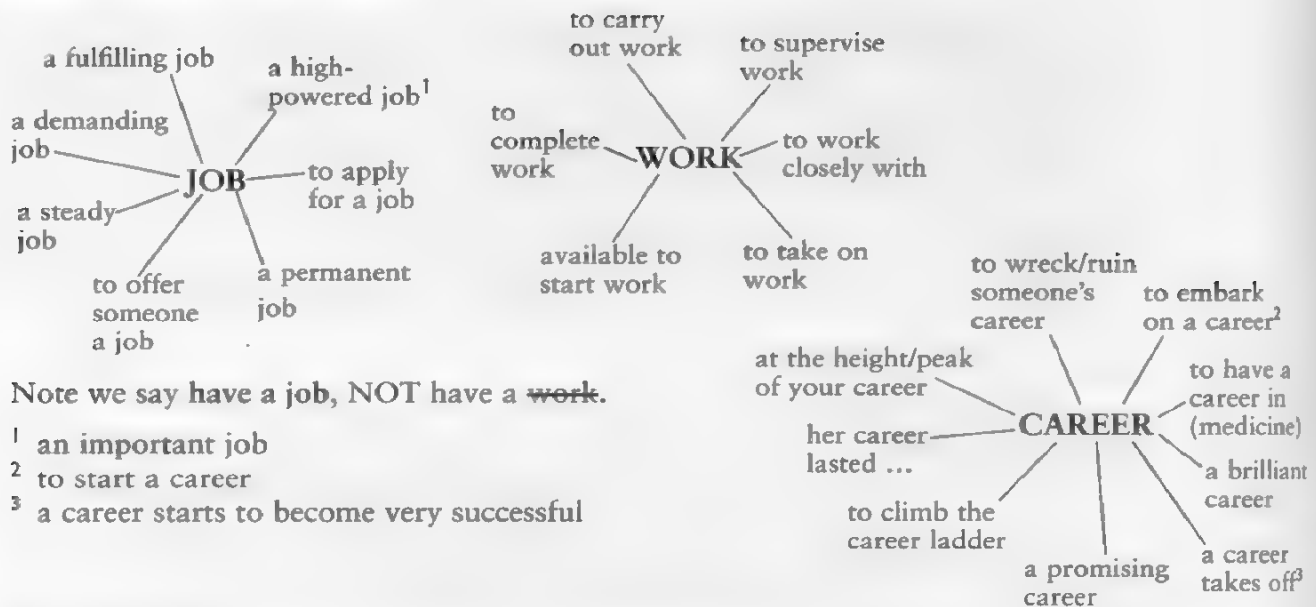 a fulfilling job
a high-
powered job¹
a demanding
job
JOB
to apply
for a job
a steady
job
to offer
someone
a job
a permanent
job
to carry
out work
to supervise
work
to
complete
work
WORK
to work
closely with
available to
start work
to take on
work
Note we say have a job, NOT have a work.
¹ an important job
² to start a career
³ a career starts to become very successful
to wreck/ruin
someone's
career
to embark
on a career²
at the height/peak
of your career
to have a
career in
(medicine)
CAREER
her career
lasted ...
a brilliant
career
to climb the
career ladder
a promising
career
a career
takes off³